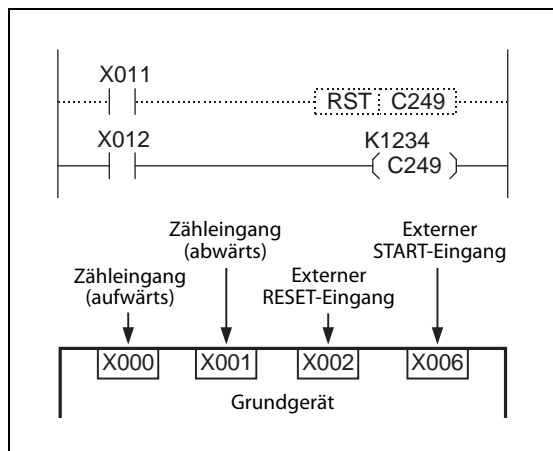 X011
RST C249
X012
K1234
C249
Zähleingang
(aufwärts)
Zähleingang
(abwärts)
Externer
RESET-Eingang
Externer
START-Eingang
X000 X001 X002 X006
Grundgerät